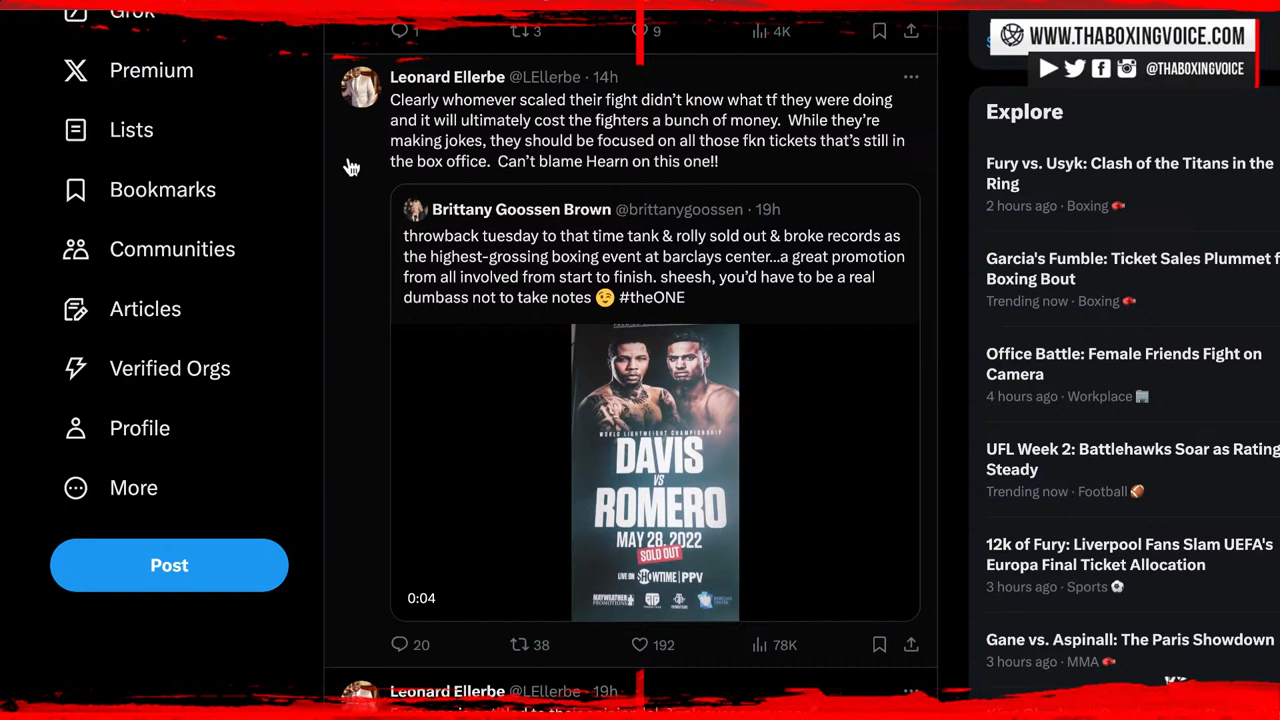 Grok
Premium
Lists
Bookmarks
Communities
Articles
Verified Orgs
Profile
More
Post
1
3
9
4K
Leonard Ellerbe @LEllerbe · 14h
Clearly whomever scaled their fight didn't know what tf they were doing
and it will ultimately cost the fighters a bunch of money. While they're
making jokes, they should be focused on all those fkn tickets that's still in
the box office. Can't blame Hearn on this one!!
Brittany Goossen Brown @brittanygoossen · 19h
throwback tuesday to that time tank & rolly sold out & broke records as
the highest-grossing boxing event at barclays center...a great promotion
from all involved from start to finish. sheesh, you'd have to be a real
dumbass not to take notes 😉 #theONE
WORLD LIGHTWEIGHT CHAMPIONSHIP
DAVIS
VS
ROMERO
MAY 28, 2022
SOLD OUT
LIVE ON SHOWTIME PPV
MAYWEATHER
PROMOTIONS
GTP
0:04
20
38
192
78K
Leonard Ellerbe @LEllerbe · 19h
WWW.THABOXINGVOICE.COM
@THABOXINGVOICE
Explore
Fury vs. Usyk: Clash of the Titans in the
Ring
2 hours ago · Boxing 🥊
Garcia's Fumble: Ticket Sales Plummet f
Boxing Bout
Trending now · Boxing 🥊
Office Battle: Female Friends Fight on
Camera
4 hours ago · Workplace 🏢
UFL Week 2: Battlehawks Soar as Rating
Steady
Trending now · Football 🏈
12k of Fury: Liverpool Fans Slam UEFA's
Europa Final Ticket Allocation
3 hours ago · Sports ⚽
Gane vs. Aspinall: The Paris Showdown
3 hours ago · MMA 🥊